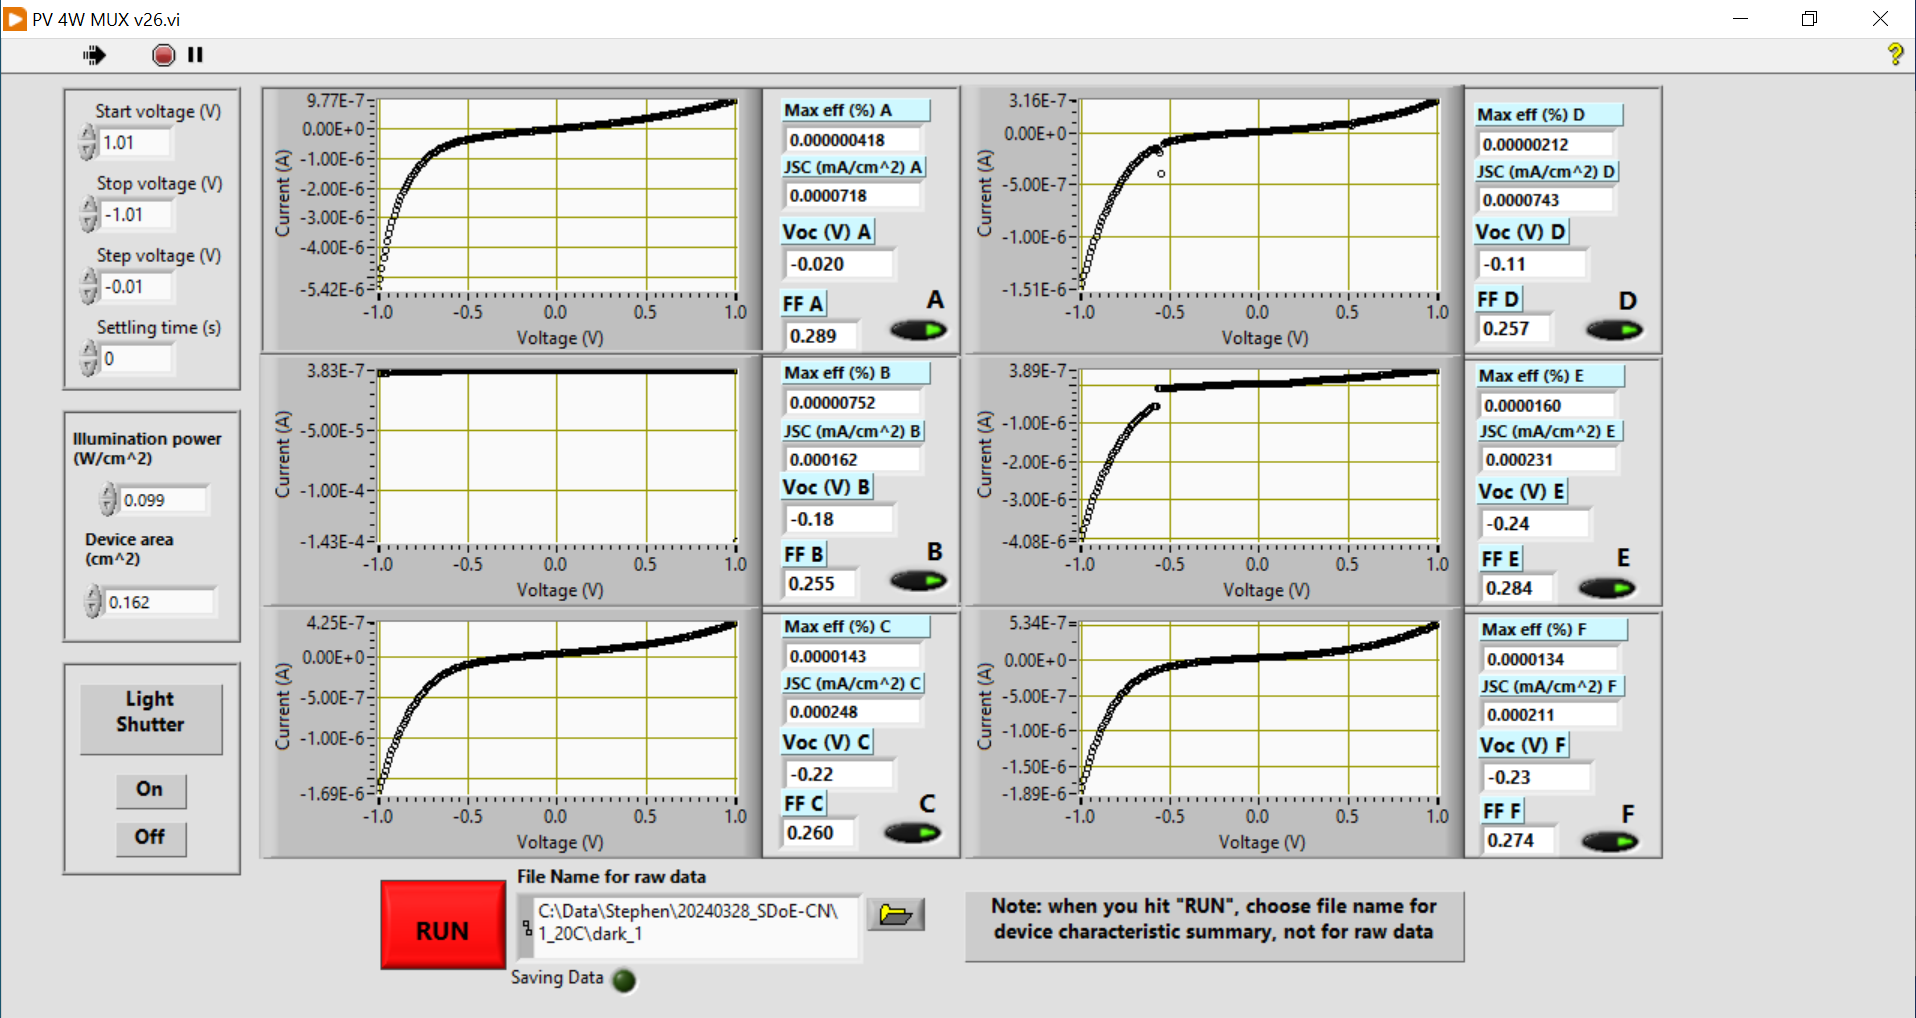 PV 4W MUX v26.vi
Start voltage (V)
1.01
Stop voltage (V)
-1.01
Step voltage (V)
-0.01
Settling time (s)
0
Illumination power
(W/cm^2)
0.099
Device area
(cm^2)
0.162
Light
Shutter
On
Off
9.77E-7
0.00E+0
-1.00E-6
-2.00E-6
-3.00E-6
-4.00E-6
-5.42E-6
Current (A)
-1.0 -0.5 0.0 0.5 1.0
Voltage (V)
Max eff (%) A
0.000000418
JSC (mA/cm^2) A
0.0000718
Voc (V) A
-0.020
FF A
0.289
A
3.16E-7
0.00E+0
-5.00E-7
-1.00E-6
-1.51E-6
Current (A)
-1.0 -0.5 0.0 0.5 1.0
Voltage (V)
Max eff (%) D
0.00000212
JSC (mA/cm^2) D
0.0000743
Voc (V) D
-0.11
FF D
0.257
D
3.83E-7
-5.00E-5
-1.00E-4
-1.43E-4
Current (A)
-1.0 -0.5 0.0 0.5 1.0
Voltage (V)
Max eff (%) B
0.00000752
JSC (mA/cm^2) B
0.000162
Voc (V) B
-0.18
FF B
0.255
B
3.89E-7
-1.00E-6
-2.00E-6
-3.00E-6
-4.08E-6
Current (A)
-1.0 -0.5 0.0 0.5 1.0
Voltage (V)
Max eff (%) E
0.0000160
JSC (mA/cm^2) E
0.000231
Voc (V) E
-0.24
FF E
0.284
E
4.25E-7
0.00E+0
-5.00E-7
-1.00E-6
-1.69E-6
Current (A)
-1.0 -0.5 0.0 0.5 1.0
Voltage (V)
Max eff (%) C
0.0000143
JSC (mA/cm^2) C
0.000248
Voc (V) C
-0.22
FF C
0.260
C
5.34E-7
0.00E+0
-5.00E-7
-1.00E-6
-1.50E-6
-1.89E-6
Current (A)
-1.0 -0.5 0.0 0.5 1.0
Voltage (V)
Max eff (%) F
0.0000134
JSC (mA/cm^2) F
0.000211
Voc (V) F
-0.23
FF F
0.274
F
RUN
File Name for raw data
C:\Data\Stephen\20240328_SDoE-CN\
1_20C\dark_1
Saving Data
Note: when you hit "RUN", choose file name for
device characteristic summary, not for raw data